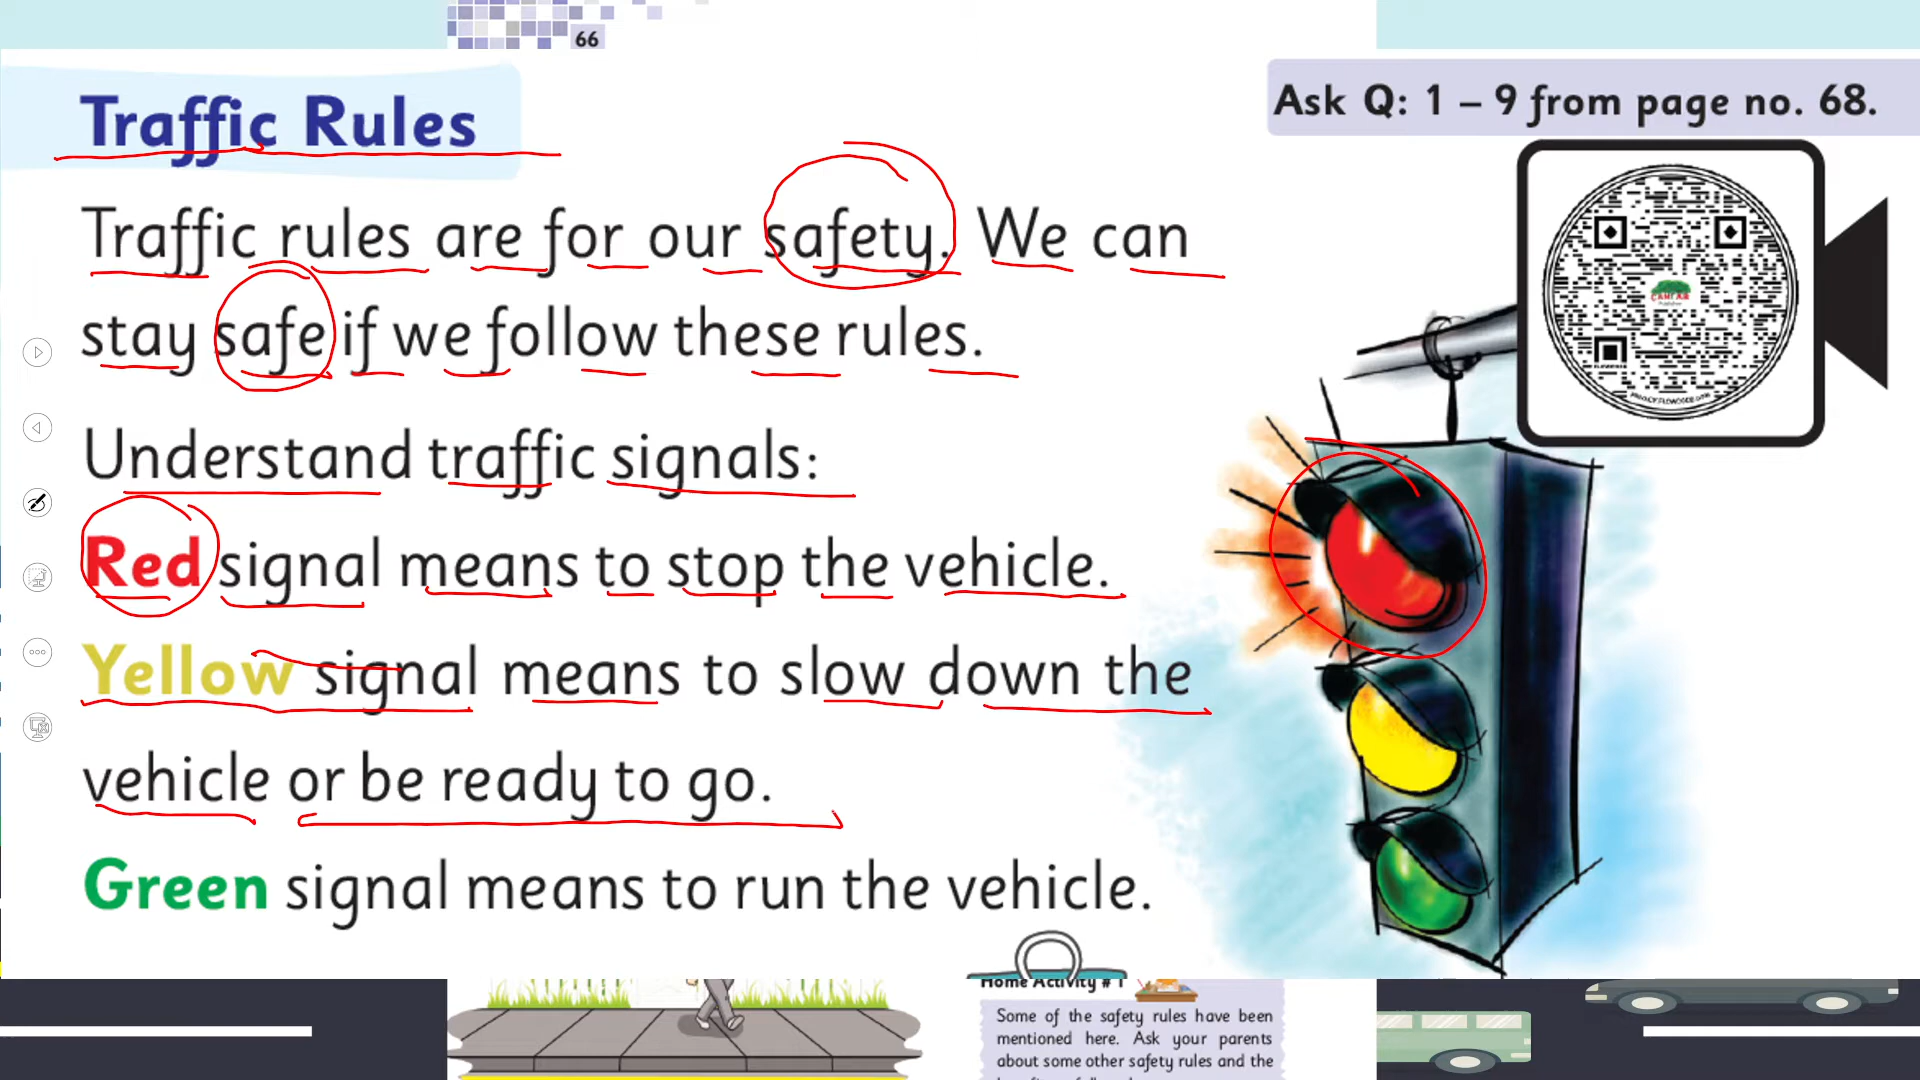 66
Traffic Rules
Ask Q: 1 – 9 from page no. 68.
Traffic rules are for our safety. We can
stay safe if we follow these rules.
Understand traffic signals:
Red signal means to stop the vehicle.
Yellow signal means to slow down the
vehicle or be ready to go.
Green signal means to run the vehicle.
Home Activity # 1
Some of the safety rules have been
mentioned here. Ask your parents
about some other safety rules and the